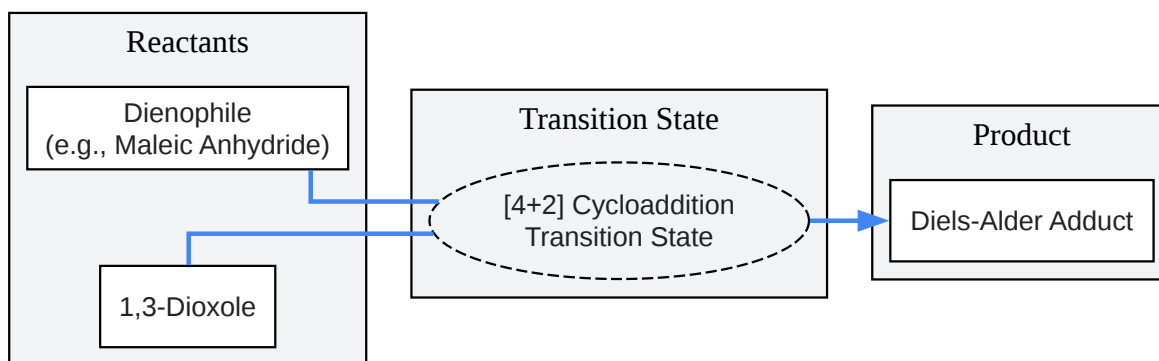 Reactants
Dienophile
(e.g., Maleic Anhydride)
1,3-Dioxole
Transition State
[4+2] Cycloaddition
Transition State
Product
Diels-Alder Adduct